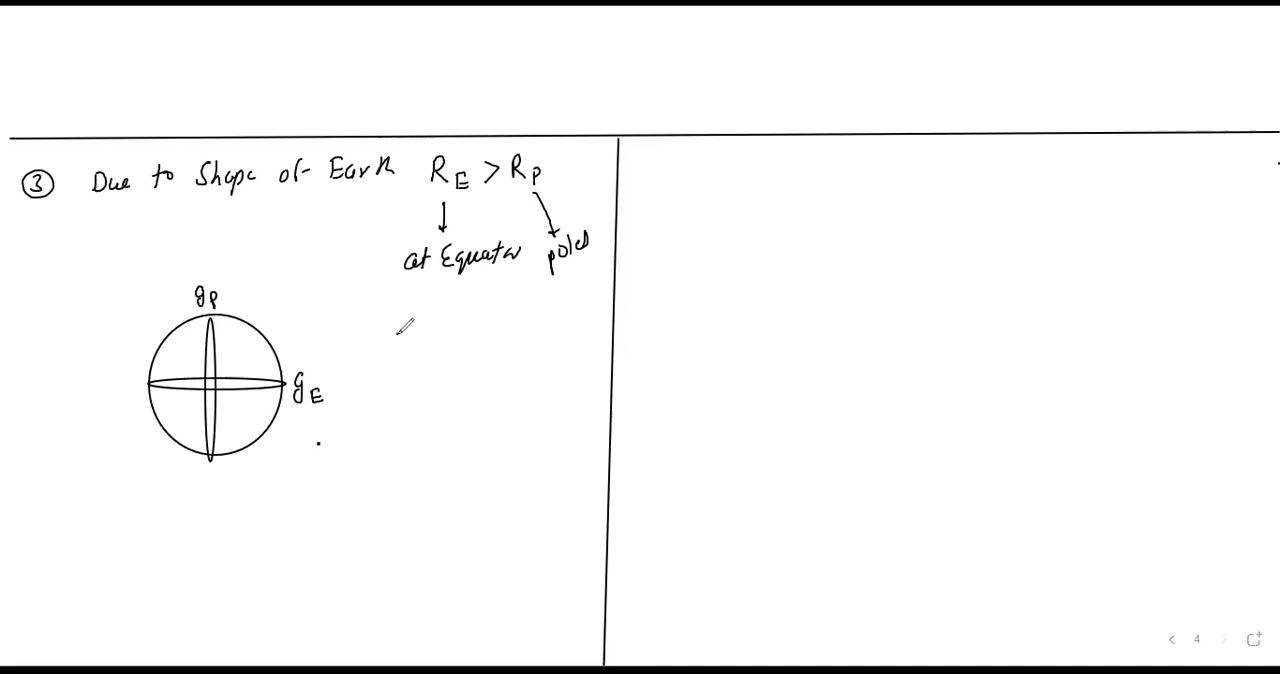 ③ Due to Shape of Earth R_E > R_P
at Equator poles
g_P
g_E
4